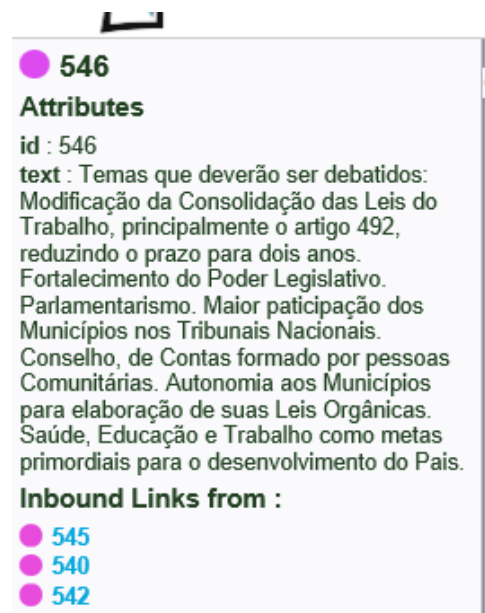 546
Attributes
id : 546
text : Temas que deverão ser debatidos:
Modificação da Consolidação das Leis do
Trabalho, principalmente o artigo 492,
reduzindo o prazo para dois anos.
Fortalecimento do Poder Legislativo.
Parlamentarismo. Maior paticipação dos
Municípios nos Tribunais Nacionais.
Conselho, de Contas formado por pessoas
Comunitárias. Autonomia aos Municípios
para elaboração de suas Leis Orgânicas.
Saúde, Educação e Trabalho como metas
primordiais para o desenvolvimento do Pais.
Inbound Links from :
545
540
542